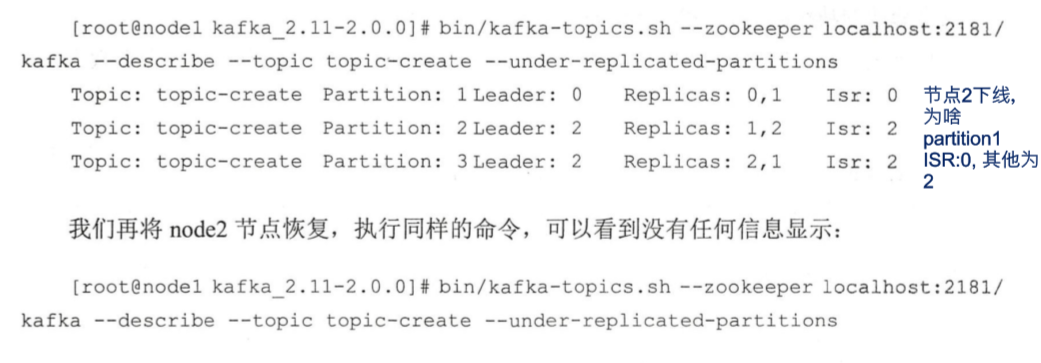 [root@node1 kafka_2.11-2.0.0]# bin/kafka-topics.sh --zookeeper localhost:2181/
kafka --describe --topic topic-create --under-replicated-partitions
Topic: topic-create Partition: 1 Leader: 0 Replicas: 0,1 Isr: 0
Topic: topic-create Partition: 2 Leader: 2 Replicas: 1,2 Isr: 2
Topic: topic-create Partition: 3 Leader: 2 Replicas: 2,1 Isr: 2
节点2下线,
为啥
partition1
ISR:0, 其他为
2
我们再将 node2 节点恢复，执行同样的命令，可以看到没有任何信息显示：
[root@node1 kafka_2.11-2.0.0]# bin/kafka-topics.sh --zookeeper localhost:2181/
kafka --describe --topic topic-create --under-replicated-partitions